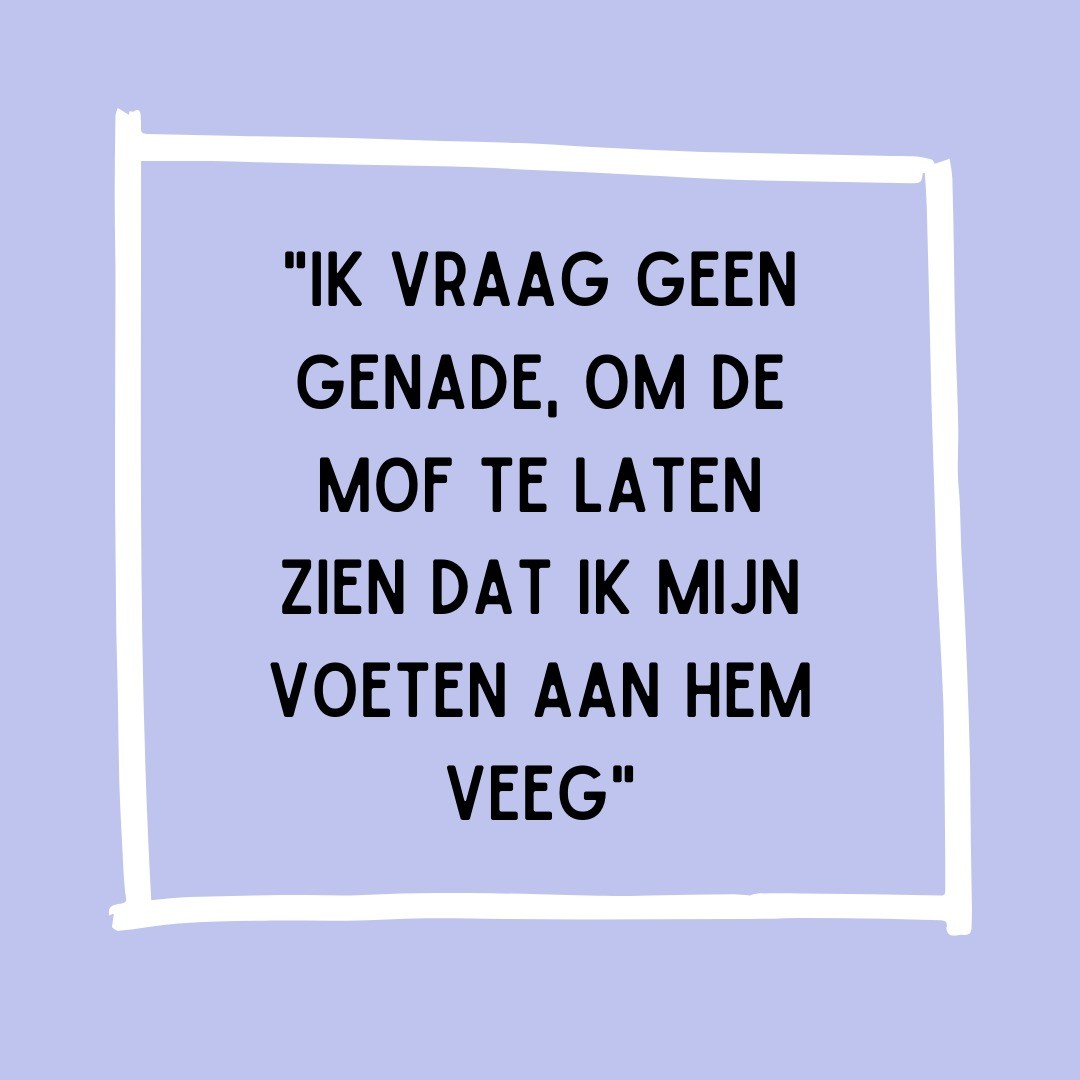 "IK VRAAG GEEN
GENADE, OM DE
MOF TE LATEN
ZIEN DAT IK MIJN
VOETEN AAN HEM
VEEG"